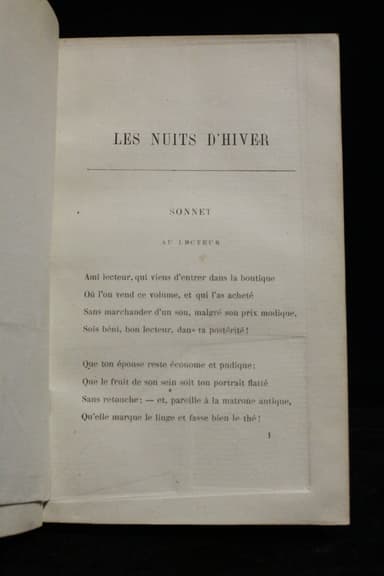 LES NUITS D'HIVER
SONNET
AU LECTEUR
Ami lecteur, qui viens d'entrer dans la boutique
Où l'on vend ce volume, et qui l'as acheté
Sans marchander d'un sou, malgré son prix modique,
Sois béni, bon lecteur, dans ta postérité !
Que ton épouse reste économe et pudique ;
Que le fruit de son sein soit ton portrait flatté
Sans retouche ; — et, pareille à la matrone antique,
Qu'elle marque le linge et fasse bien le thé !
1